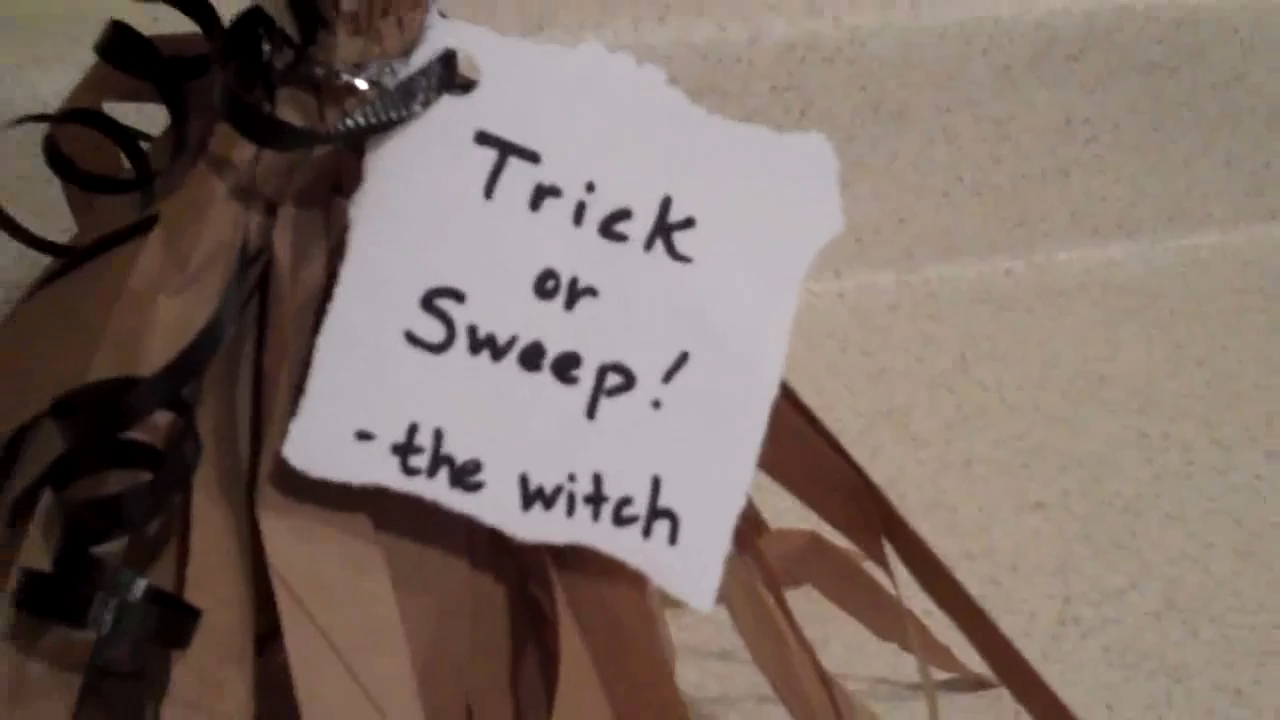 Trick
or
Sweep!
- the witch